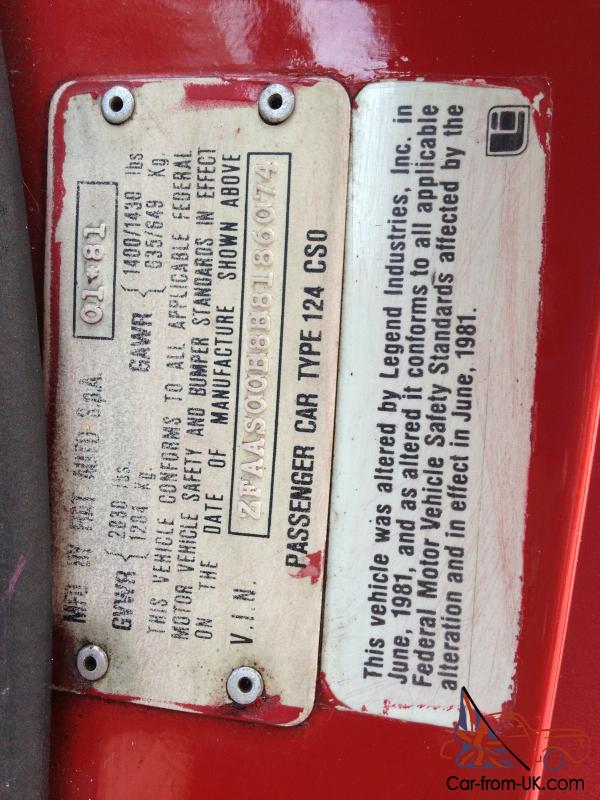 MFD BY FIAT AUTO S.p.A. 01*81
GVWR { 2830 lbs. GAWR { 1400/1430 lbs
1284 Kg. 635/649 Kg.
THIS VEHICLE CONFORMS TO ALL APPLICABLE FEDERAL
MOTOR VEHICLE SAFETY AND BUMPER STANDARDS IN EFFECT
ON THE DATE OF MANUFACTURE SHOWN ABOVE
V.I.N. ZFAAS00B8B8186074
PASSENGER CAR TYPE 124 CS0
This vehicle was altered by Legend Industries, Inc. in
June, 1981, and as altered it conforms to all applicable
Federal Motor Vehicle Safety Standards affected by the
alteration and in effect in June, 1981.
Car-from-UK.com